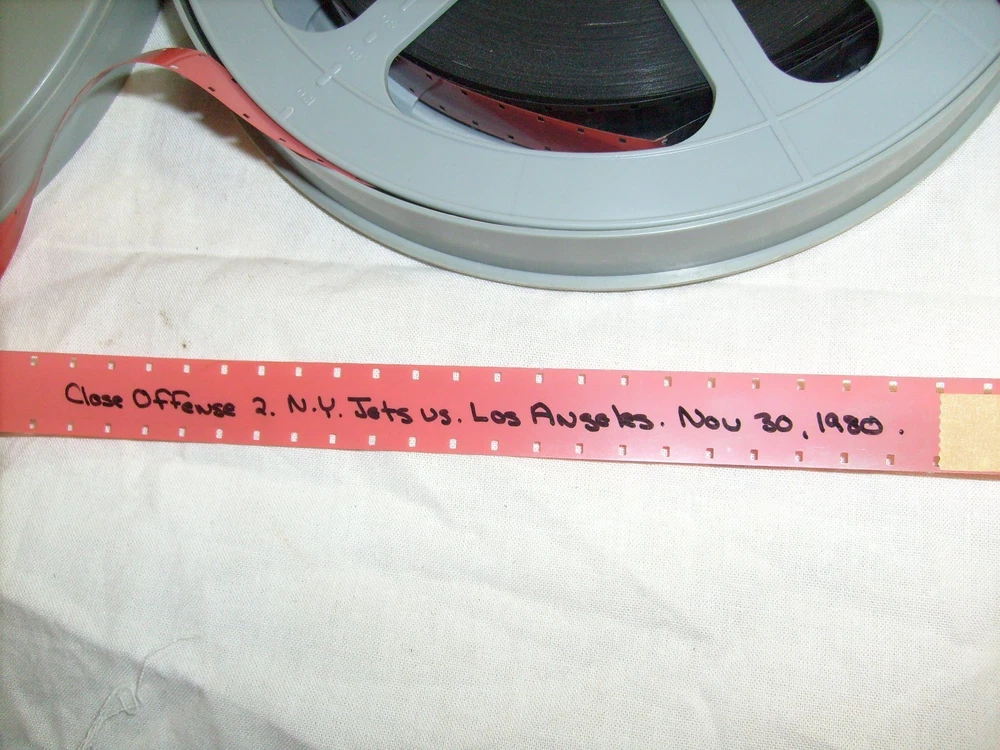 Close Offense 2. N.Y. Jets vs. Los Angeles. Nov 30, 1980.